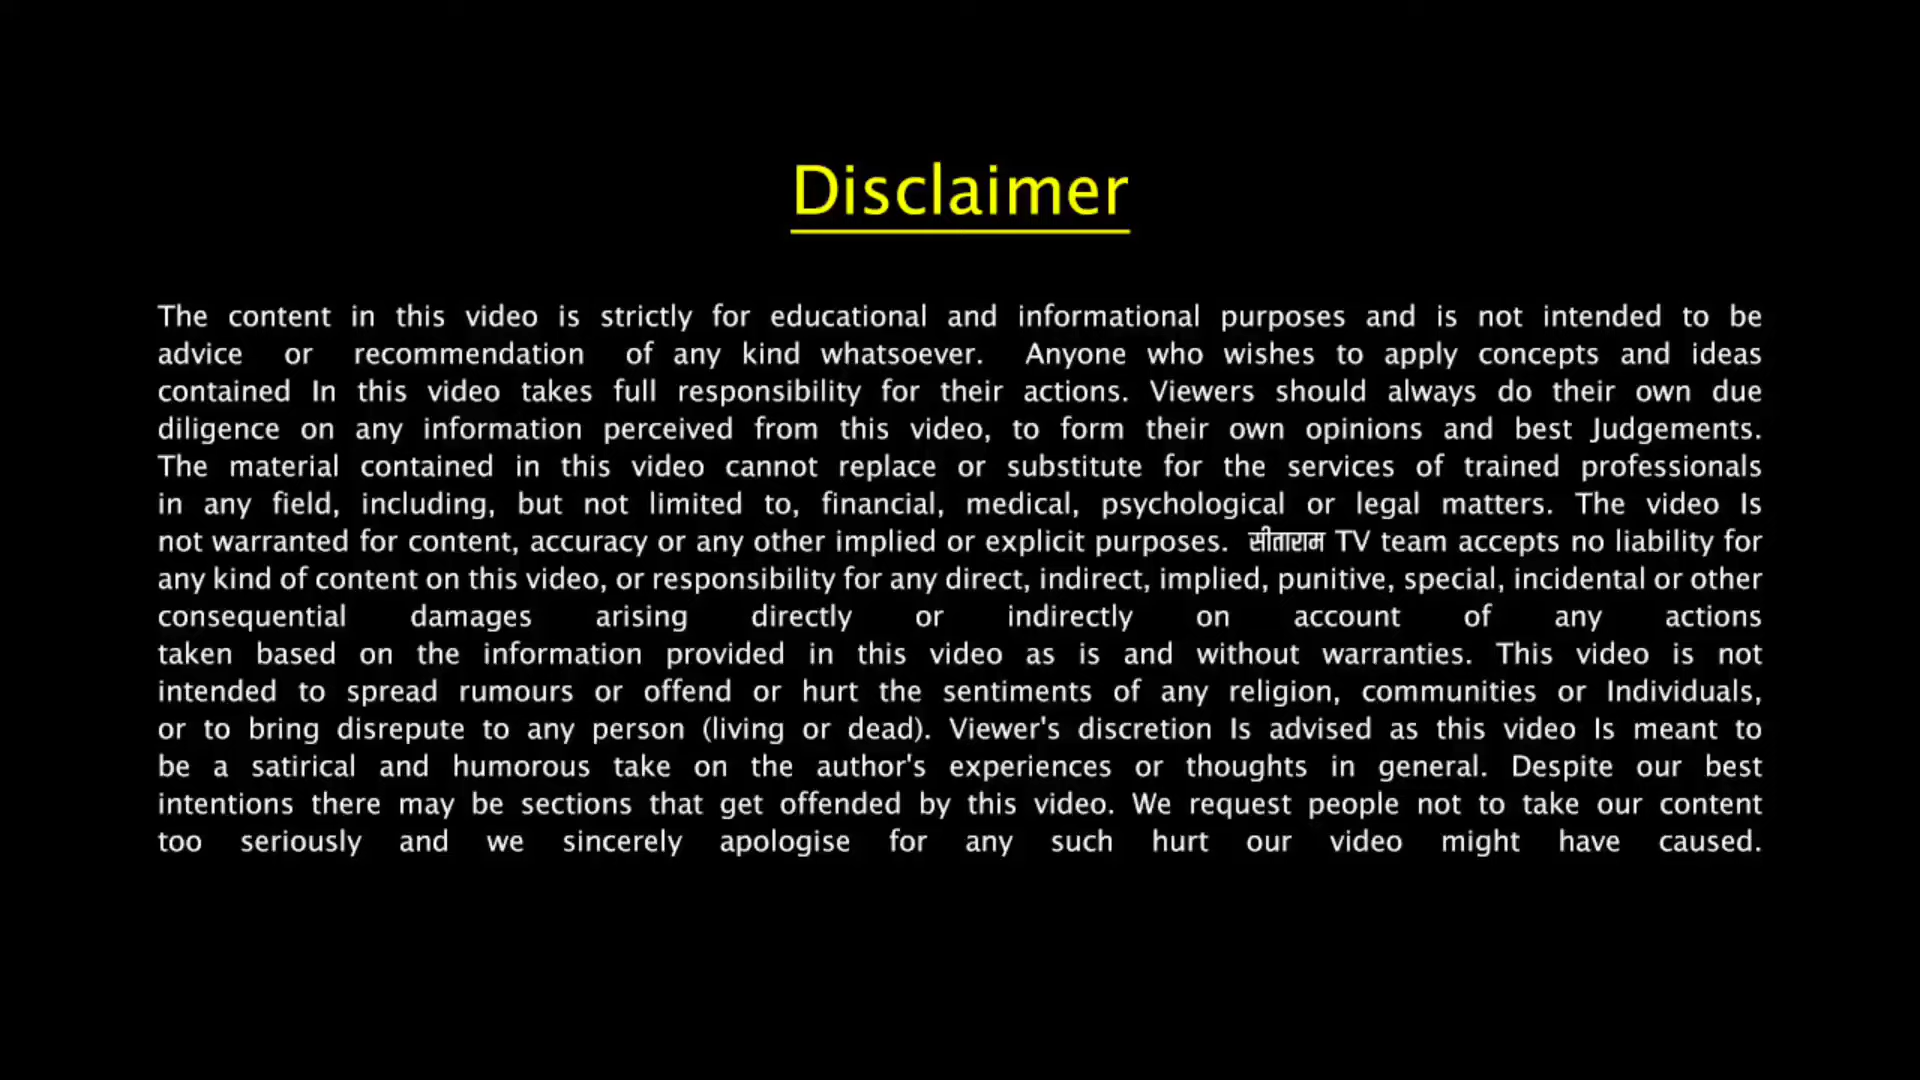 Disclaimer
The content in this video is strictly for educational and informational purposes and is not intended to be
advice or recommendation of any kind whatsoever. Anyone who wishes to apply concepts and ideas
contained In this video takes full responsibility for their actions. Viewers should always do their own due
diligence on any information perceived from this video, to form their own opinions and best Judgements.
The material contained in this video cannot replace or substitute for the services of trained professionals
in any field, including, but not limited to, financial, medical, psychological or legal matters. The video Is
not warranted for content, accuracy or any other implied or explicit purposes. सीताराम TV team accepts no liability for
any kind of content on this video, or responsibility for any direct, indirect, implied, punitive, special, incidental or other
consequential damages arising directly or indirectly on account of any actions
taken based on the information provided in this video as is and without warranties. This video is not
intended to spread rumours or offend or hurt the sentiments of any religion, communities or Individuals,
or to bring disrepute to any person (living or dead). Viewer's discretion Is advised as this video Is meant to
be a satirical and humorous take on the author's experiences or thoughts in general. Despite our best
intentions there may be sections that get offended by this video. We request people not to take our content
too seriously and we sincerely apologise for any such hurt our video might have caused.